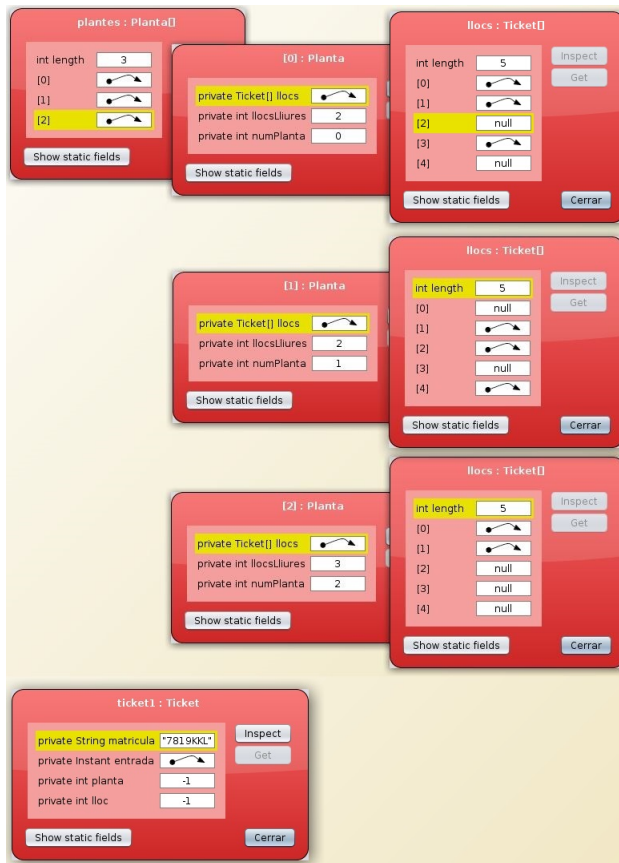 plantes : Planta[]
int length 3
[0]
[1]
[2]
Show static fields
[0] : Planta
private Ticket[] llocs
private int llocsLliures 2
private int numPlanta 0
Show static fields
llocs : Ticket[]
int length 5
[0]
[1]
[2] null
[3]
[4] null
Inspect
Get
Show static fields Cerrar
[1] : Planta
private Ticket[] llocs
private int llocsLliures 2
private int numPlanta 1
Show static fields
llocs : Ticket[]
int length 5
[0] null
[1]
[2]
[3] null
[4]
Inspect
Get
Show static fields Cerrar
[2] : Planta
private Ticket[] llocs
private int llocsLliures 3
private int numPlanta 2
Show static fields
llocs : Ticket[]
int length 5
[0]
[1]
[2] null
[3] null
[4] null
Inspect
Get
Show static fields Cerrar
ticket1 : Ticket
private String matricula "7819KKL"
private Instant entrada
private int planta -1
private int lloc -1
Inspect
Get
Show static fields Cerrar